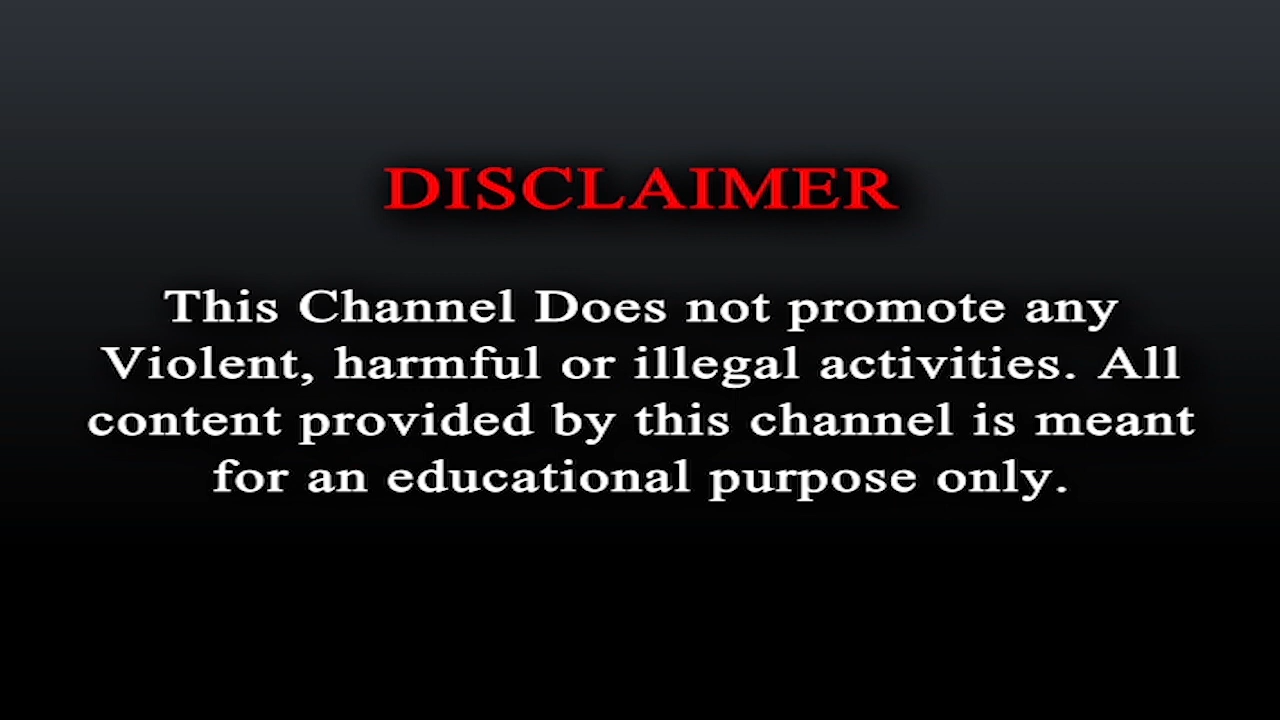 DISCLAIMER
This Channel Does not promote any
Violent, harmful or illegal activities. All
content provided by this channel is meant
for an educational purpose only.